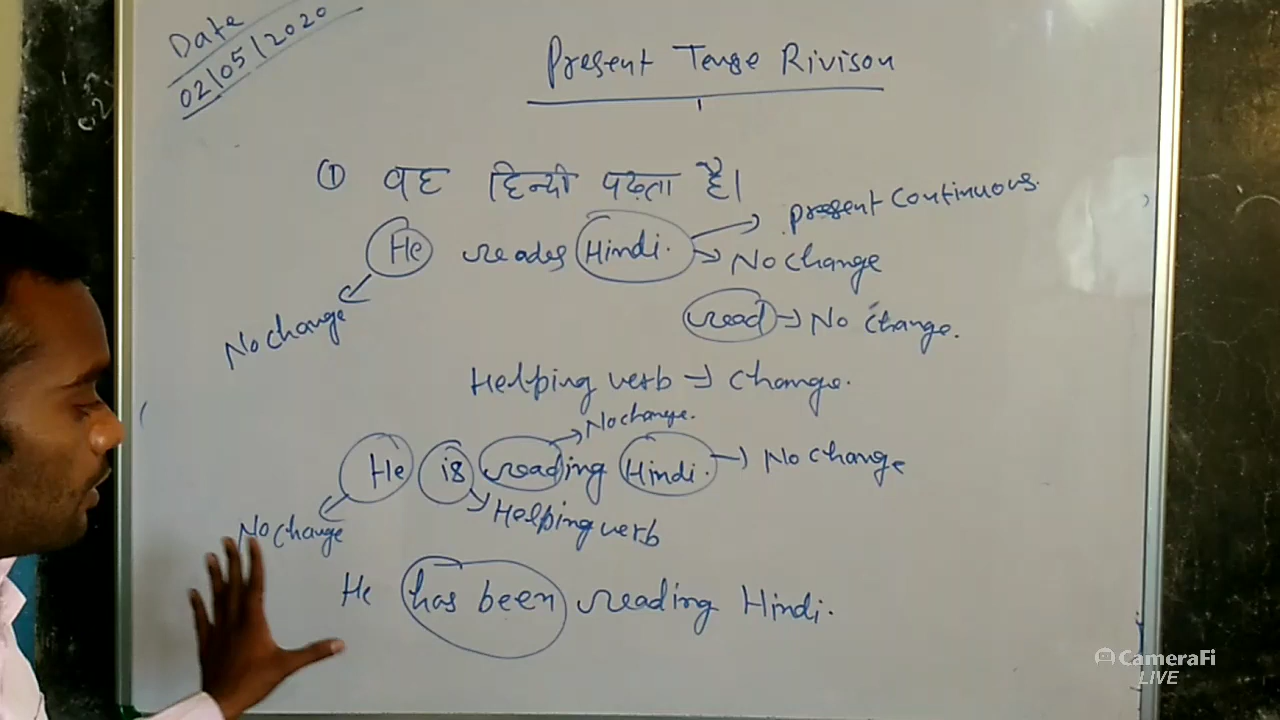 Date
02/05/2020
Present Tense Rivison
① वह हिन्दी पढ़ता है।
He reades Hindi. → present continuous.
→ No change
No change
read → No change.
Helping verb → change.
→ No change.
He is reading Hindi. → No change
→ Helping verb
No change
He has been reading Hindi.
CameraFi
LIVE